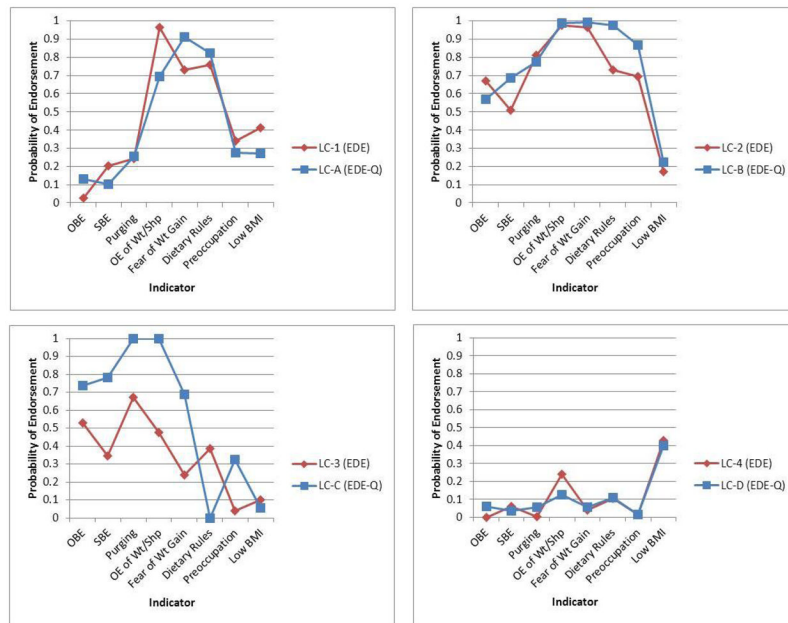 1
0.9
0.8
0.7
0.6
0.5
0.4
0.3
0.2
0.1
0
Probability of Endorsement
OBE
SBE
Purging
OE of Wt/Shp
Fear of Wt Gain
Dietary Rules
Preoccupation
Low BMI
Indicator
LC-1 (EDE)
LC-A (EDE-Q)
1
0.9
0.8
0.7
0.6
0.5
0.4
0.3
0.2
0.1
0
Probability of Endorsement
OBE
SBE
Purging
OE of Wt/Shp
Fear of Wt Gain
Dietary Rules
Preoccupation
Low BMI
Indicator
LC-2 (EDE)
LC-B (EDE-Q)
1
0.9
0.8
0.7
0.6
0.5
0.4
0.3
0.2
0.1
0
Probability of Endorsement
OBE
SBE
Purging
OE of Wt/Shp
Fear of Wt Gain
Dietary Rules
Preoccupation
Low BMI
Indicator
LC-3 (EDE)
LC-C (EDE-Q)
1
0.9
0.8
0.7
0.6
0.5
0.4
0.3
0.2
0.1
0
Probability of Endorsement
OBE
SBE
Purging
OE of Wt/Shp
Fear of Wt Gain
Dietary Rules
Preoccupation
Low BMI
Indicator
LC-4 (EDE)
LC-D (EDE-Q)